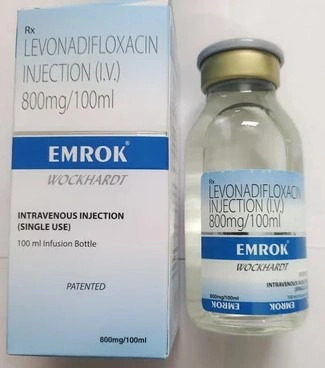 Rx
LEVONADIFLOXACIN
INJECTION (I.V.)
800mg/100ml
EMROK®
WOCKHARDT
INTRAVENOUS INJECTION
(SINGLE USE)
100 ml Infusion Bottle
PATENTED
800mg/100ml
Rx
LEVONADIFLOXACIN
INJECTION (I.V.)
800mg/100ml
EMROK®
WOCKHARDT
INTRAVENOUS INJECTION
800mg/100ml
EMROK